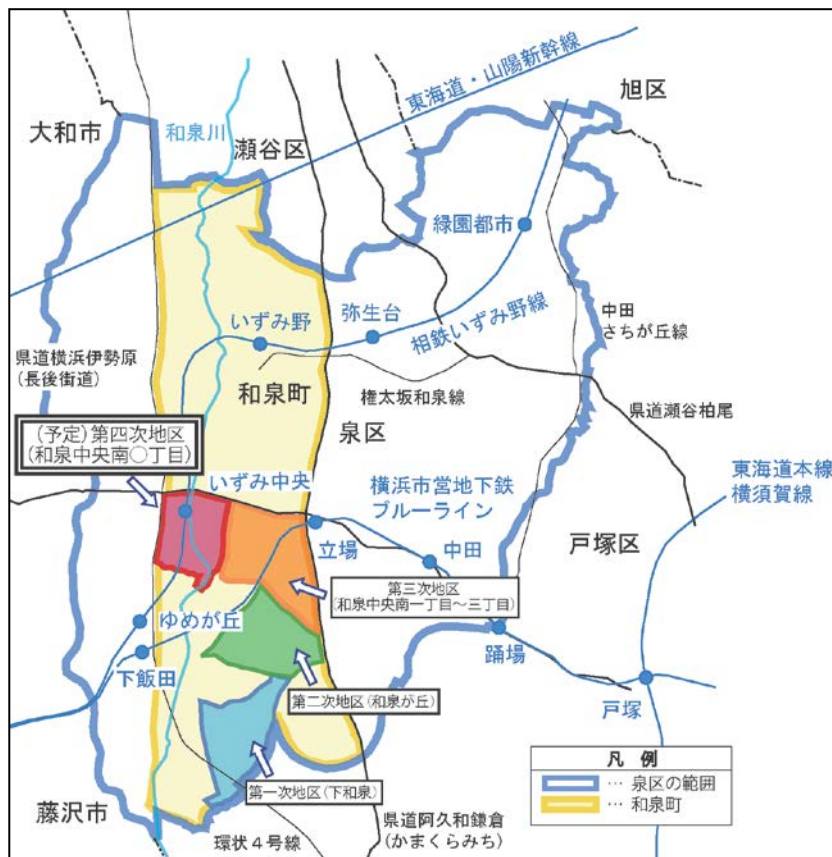 東海道・山陽新幹線
旭区
大和市
和泉川
瀬谷区
緑園都市
いずみ野
弥生台
相鉄いずみ野線
中田
さちが丘線
県道横浜伊勢原
(長後街道)
和泉町
権太坂和泉線
泉区
県道瀬谷柏尾
(予定)第四次地区
(和泉中央南○丁目)
いずみ中央
横浜市営地下鉄
ブルーライン
東海道本線
横須賀線
立場
中田
戸塚区
第三次地区
(和泉中央南一丁目~三丁目)
ゆめが丘
踊場
下飯田
第二次地区(和泉が丘)
戸塚
凡 例
… 泉区の範囲
… 和泉町
第一次地区(下和泉)
藤沢市
環状4号線
県道阿久和鎌倉
(かまくらみち)